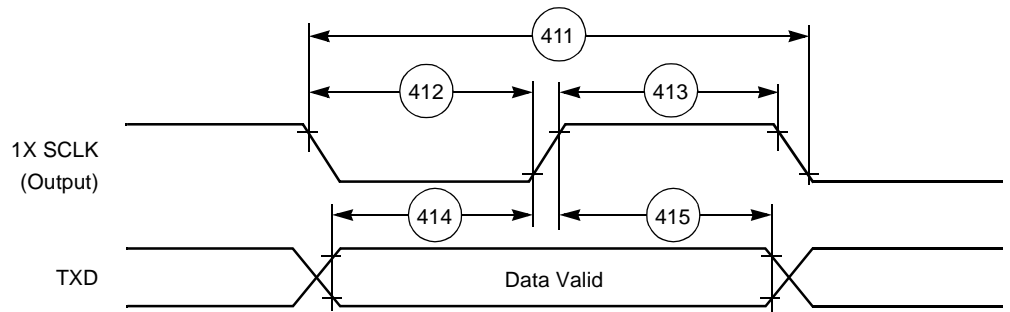 411
412
413
1X SCLK
(Output)
414
415
TXD
Data Valid